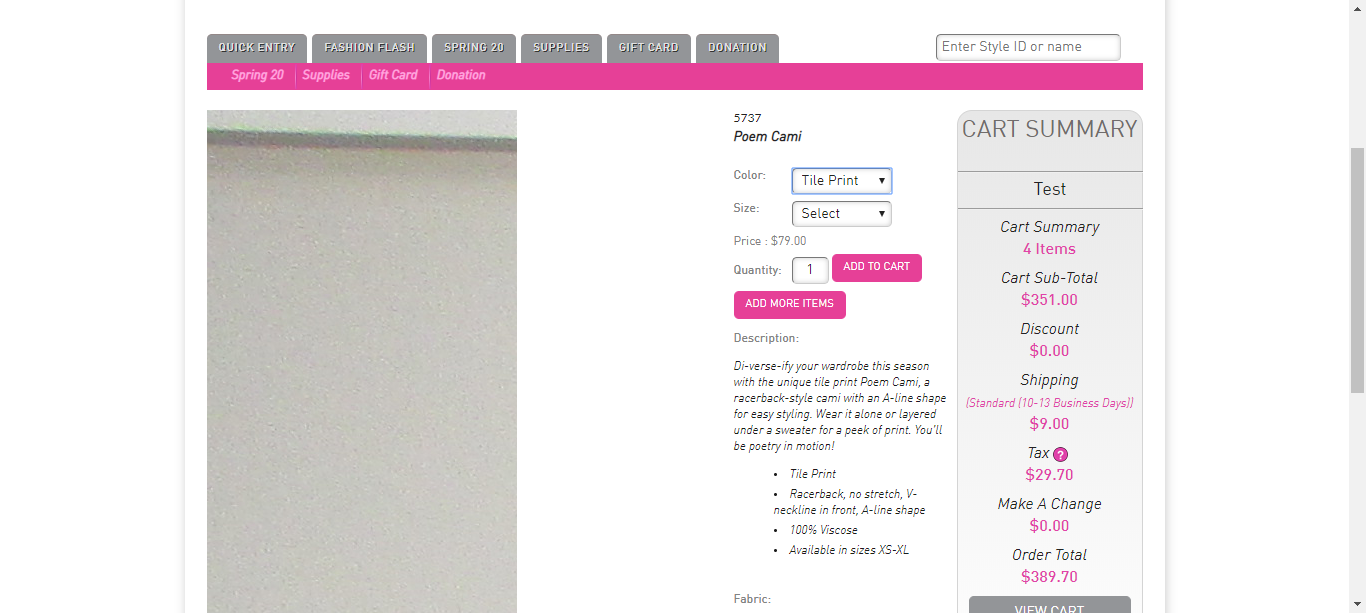 QUICK ENTRY
FASHION FLASH
SPRING 20
SUPPLIES
GIFT CARD
DONATION
Enter Style ID or name
Spring 20
Supplies
Gift Card
Donation
5737
Poem Cami
Color:
Tile Print
Size:
Select
Price : $79.00
Quantity:
1
ADD TO CART
ADD MORE ITEMS
Description:
Di-verse-ify your wardrobe this season
with the unique tile print Poem Cami, a
racerback-style cami with an A-line shape
for easy styling. Wear it alone or layered
under a sweater for a peek of print. You'll
be poetry in motion!
• Tile Print
• Racerback, no stretch, V-
neckline in front, A-line shape
• 100% Viscose
• Available in sizes XS-XL
Fabric:
CART SUMMARY
Test
Cart Summary
4 Items
Cart Sub-Total
$351.00
Discount
$0.00
Shipping
(Standard (10-13 Business Days))
$9.00
Tax ?
$29.70
Make A Change
$0.00
Order Total
$389.70
VIEW CART